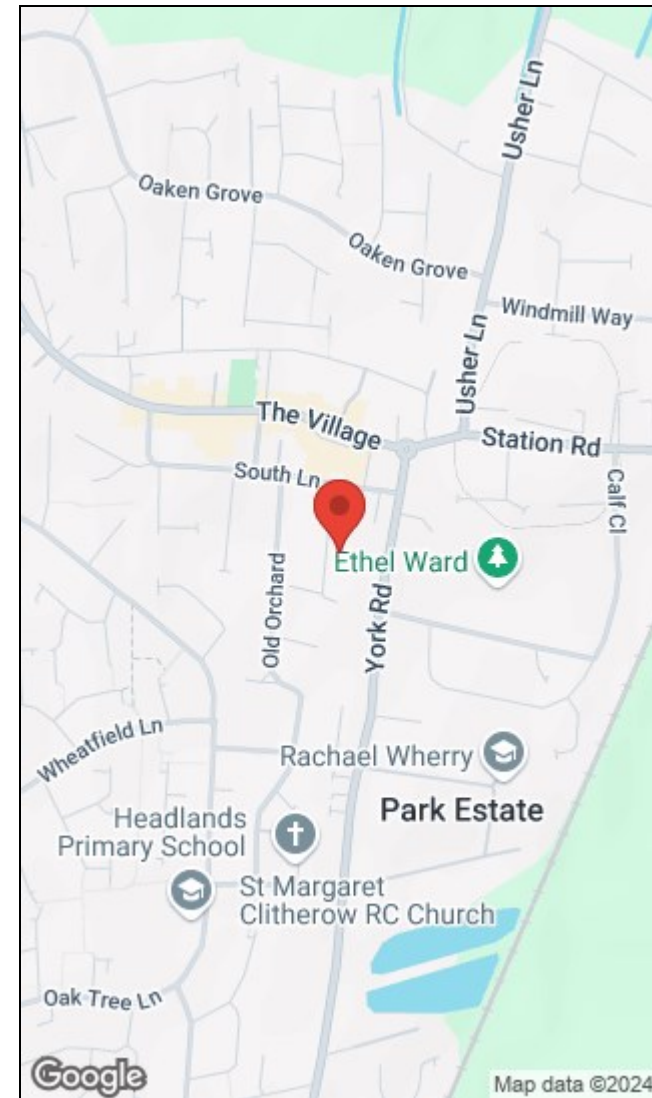 Usher Ln
Oaken Grove
Oaken Grove
Windmill Way
Usher Ln
The Village
Station Rd
South Ln
Calf Cl
Ethel Ward
Old Orchard
York Rd
Wheatfield Ln
Rachael Wherry
Park Estate
Headlands
Primary School
St Margaret
Clitherow RC Church
Oak Tree Ln
Google
Map data ©2024